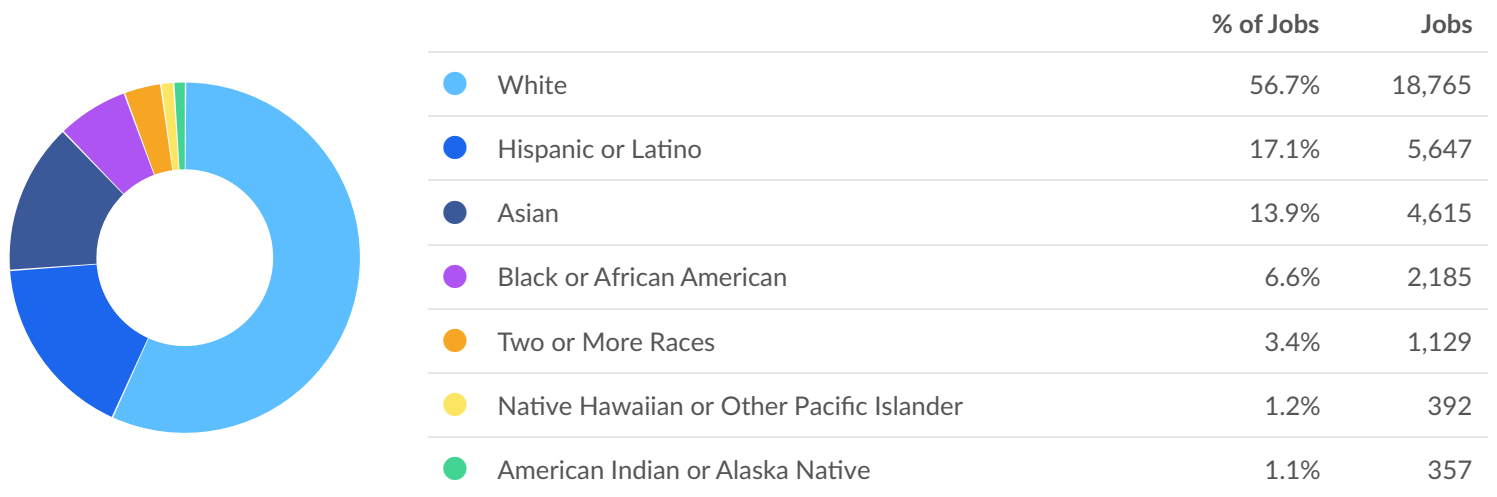 % of Jobs Jobs
White 56.7% 18,765
Hispanic or Latino 17.1% 5,647
Asian 13.9% 4,615
Black or African American 6.6% 2,185
Two or More Races 3.4% 1,129
Native Hawaiian or Other Pacific Islander 1.2% 392
American Indian or Alaska Native 1.1% 357